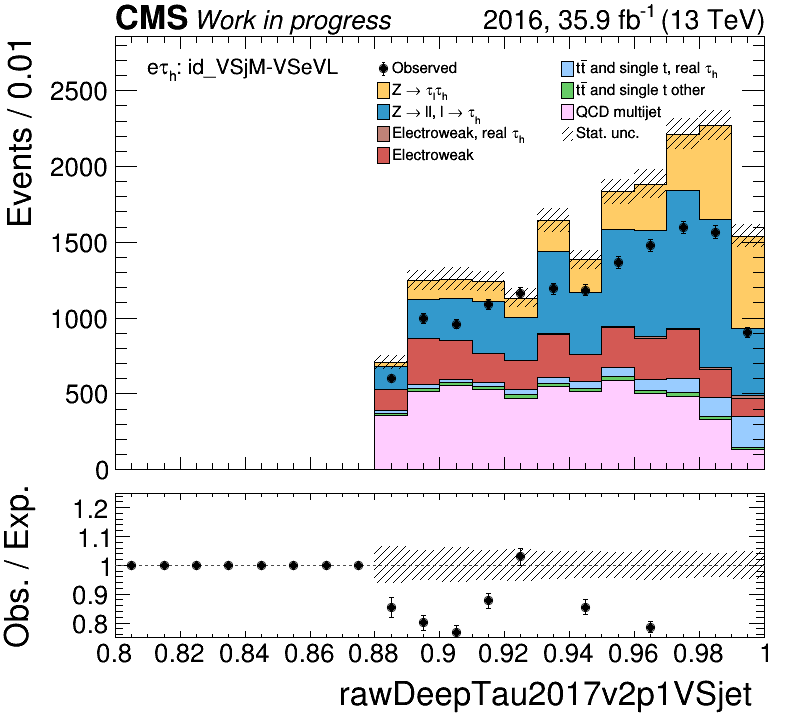 CMS Work in progress 2016, 35.9 fb⁻¹ (13 TeV)
eτₕ: id_VSjM-VSeVL
Observed
Z → τₗτₕ
Z → ll, l → τₕ
Electroweak, real τₕ
Electroweak
tt̄ and single t, real τₕ
tt̄ and single t other
QCD multijet
Stat. unc.
Events / 0.01
2500
2000
1500
1000
500
0
Obs. / Exp.
1.2
1.1
1
0.9
0.8
0.8 0.82 0.84 0.86 0.88 0.9 0.92 0.94 0.96 0.98 1
rawDeepTau2017v2p1VSjet